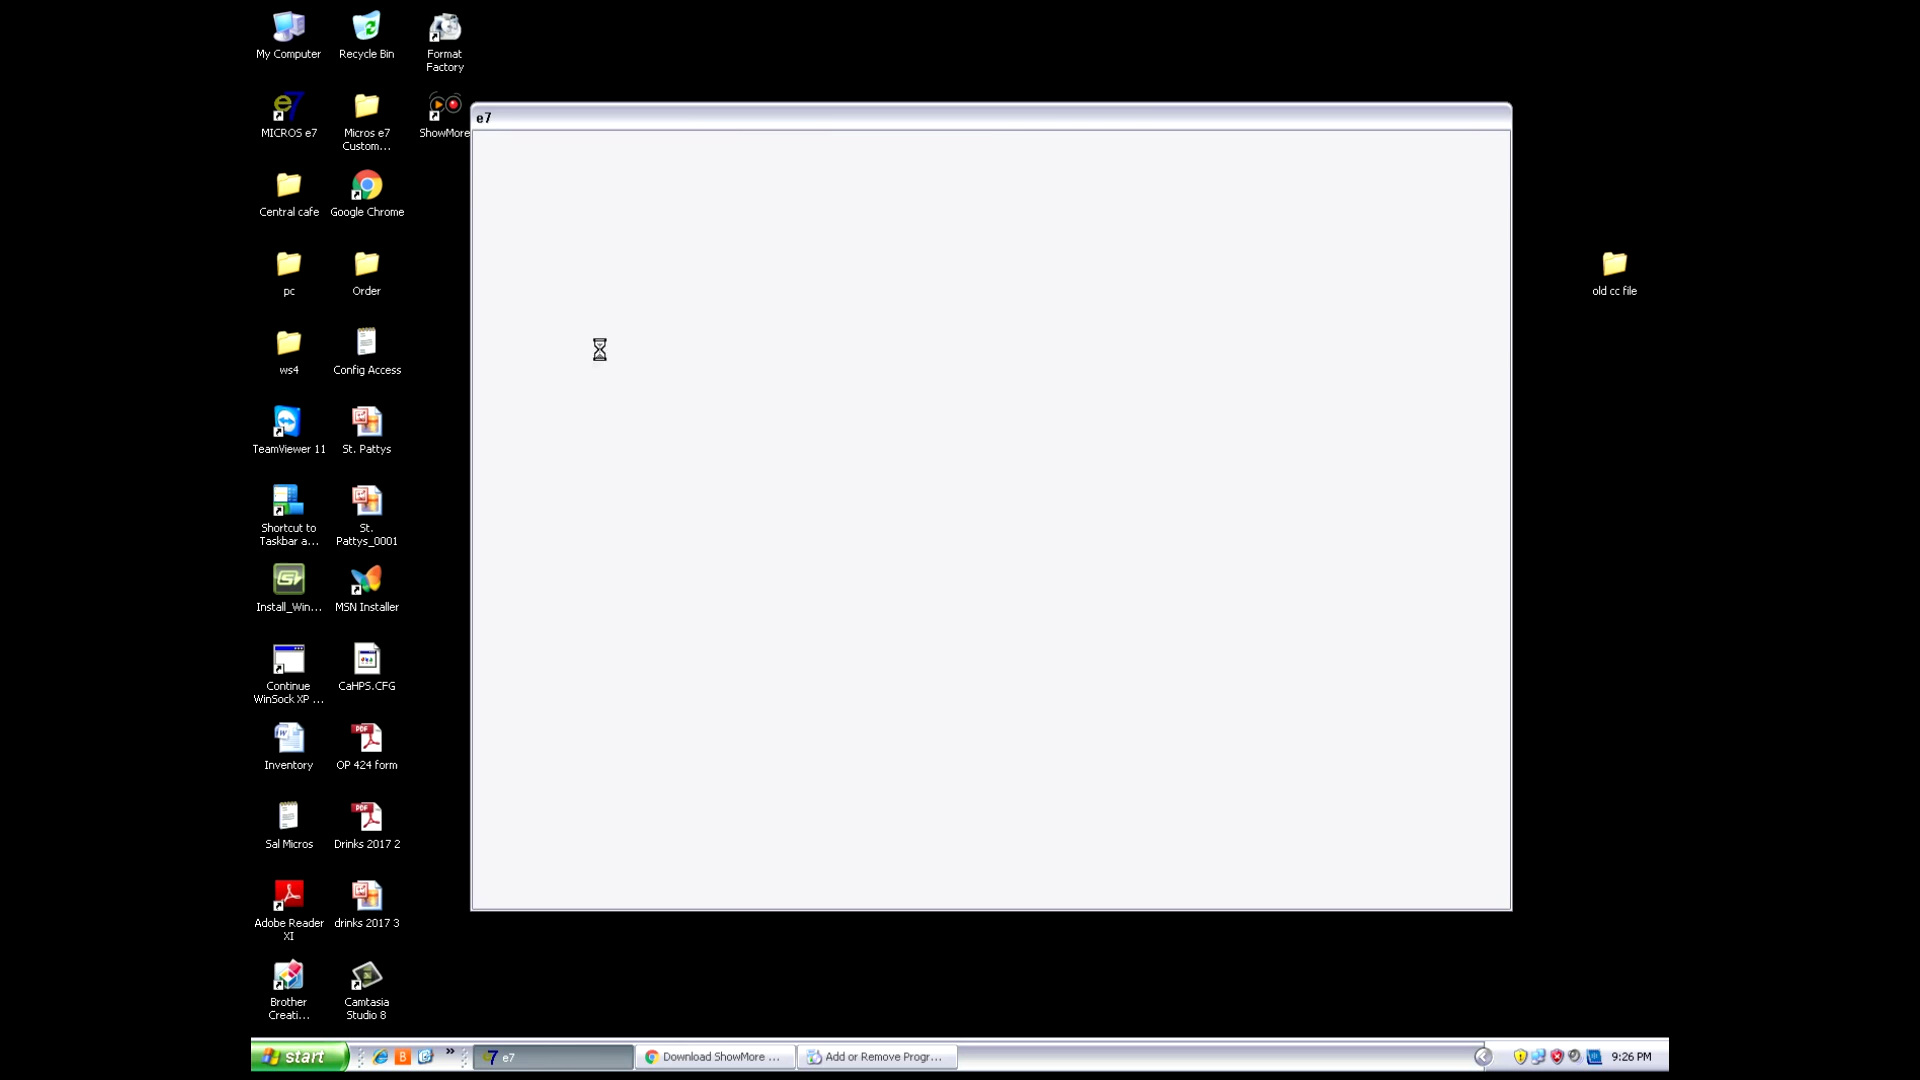 My Computer
Recycle Bin
Format
Factory
MICROS e7
Micros e7
Custom...
ShowMore
e7
Central cafe
Google Chrome
pc
Order
old cc file
ws4
Config Access
TeamViewer 11
St. Pattys
Shortcut to
Taskbar a...
St.
Pattys_0001
Install_Win...
MSN Installer
Continue
WinSock XP ...
CaHPS.CFG
Inventory
OP 424 form
Sal Micros
Drinks 2017 2
Adobe Reader
XI
drinks 2017 3
Brother
Creati...
Camtasia
Studio 8
start
e7
Download ShowMore ...
Add or Remove Progr...
9:26 PM